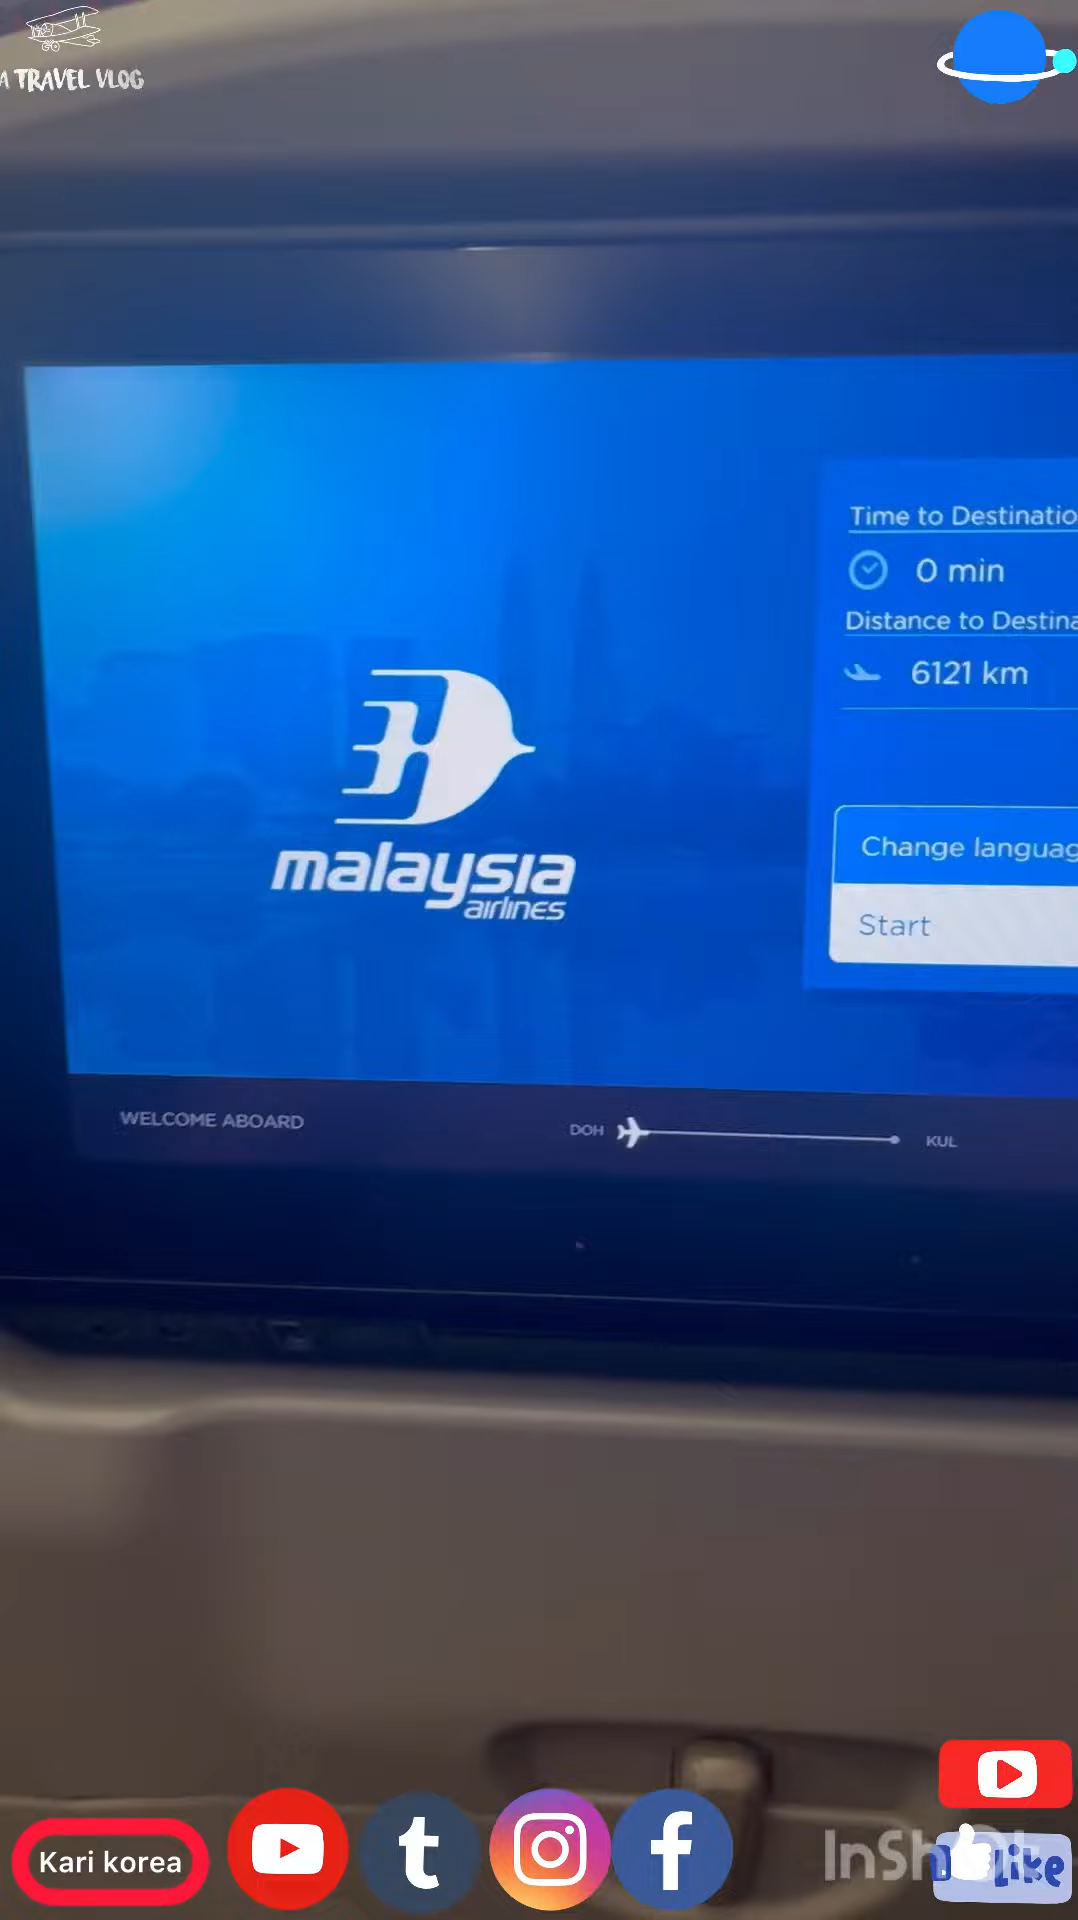 A TRAVEL VLOG
Time to Destinatio
0 min
Distance to Destina
6121 km
malaysia
airlines
Change languag
Start
WELCOME ABOARD
DOH
KUL
Kari korea
InShOt
Like